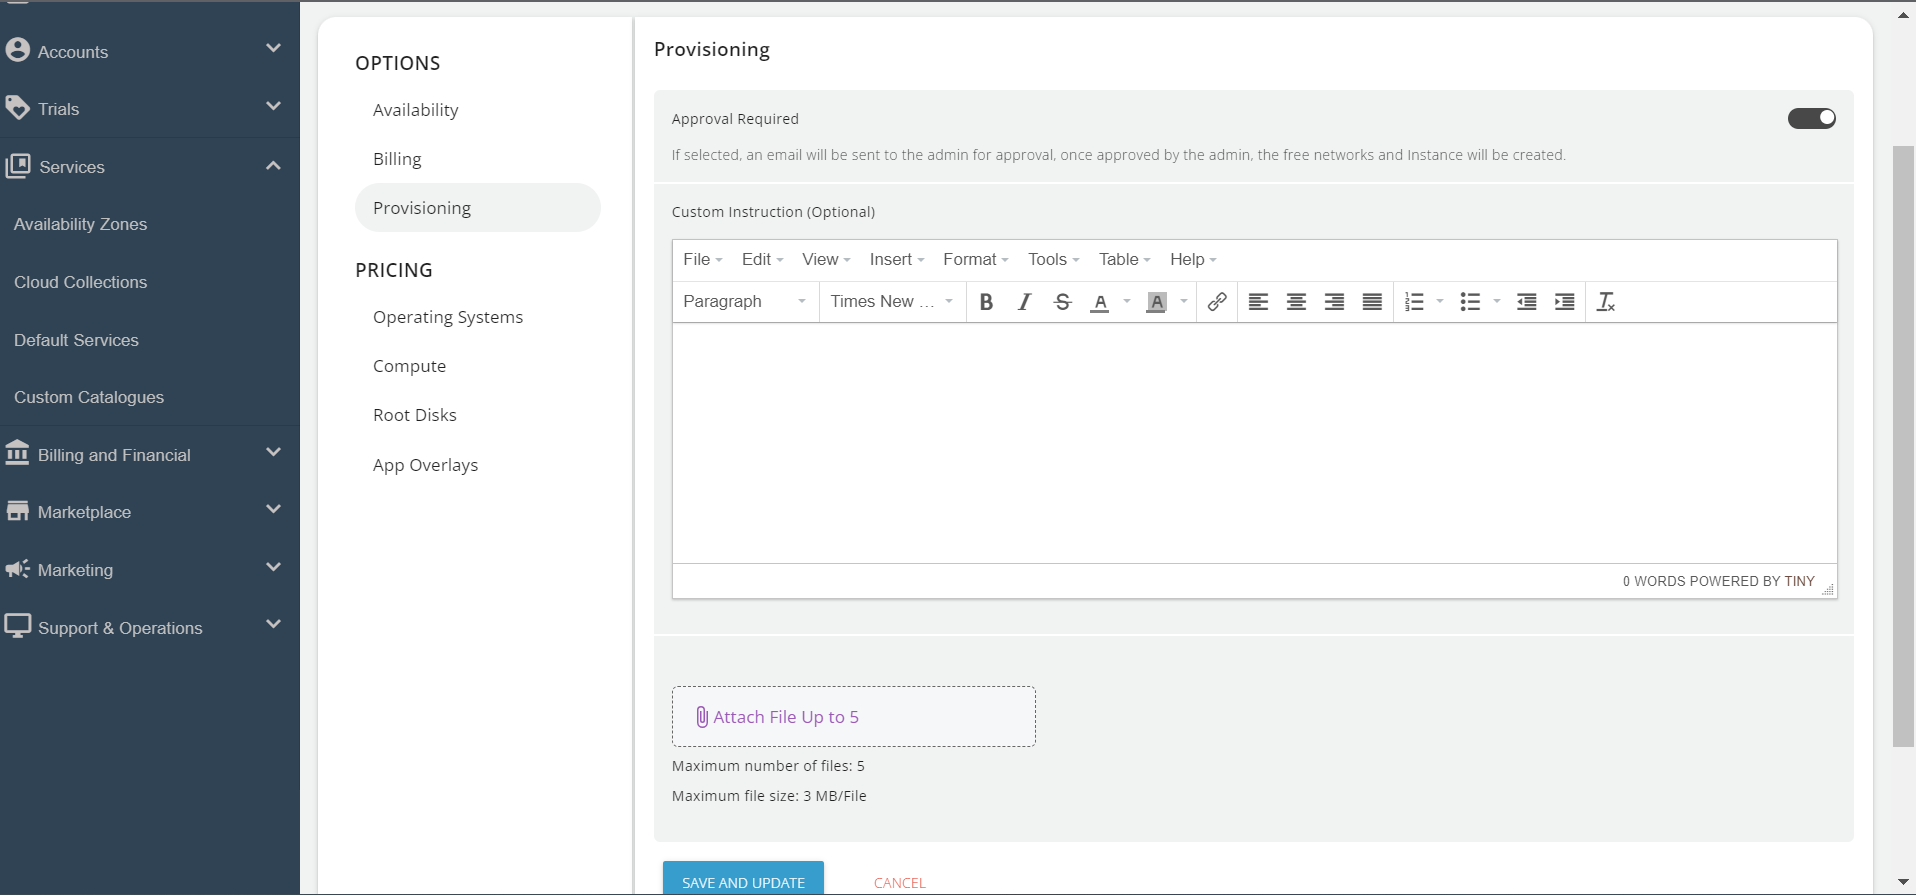 Accounts
Trials
Services
Availability Zones
Cloud Collections
Default Services
Custom Catalogues
Billing and Financial
Marketplace
Marketing
Support & Operations
OPTIONS
Availability
Billing
Provisioning
PRICING
Operating Systems
Compute
Root Disks
App Overlays
Provisioning
Approval Required
If selected, an email will be sent to the admin for approval, once approved by the admin, the free networks and Instance will be created.
Custom Instruction (Optional)
File Edit View Insert Format Tools Table Help
Paragraph Times New ...
0 WORDS POWERED BY TINY
Attach File Up to 5
Maximum number of files: 5
Maximum file size: 3 MB/File
SAVE AND UPDATE CANCEL